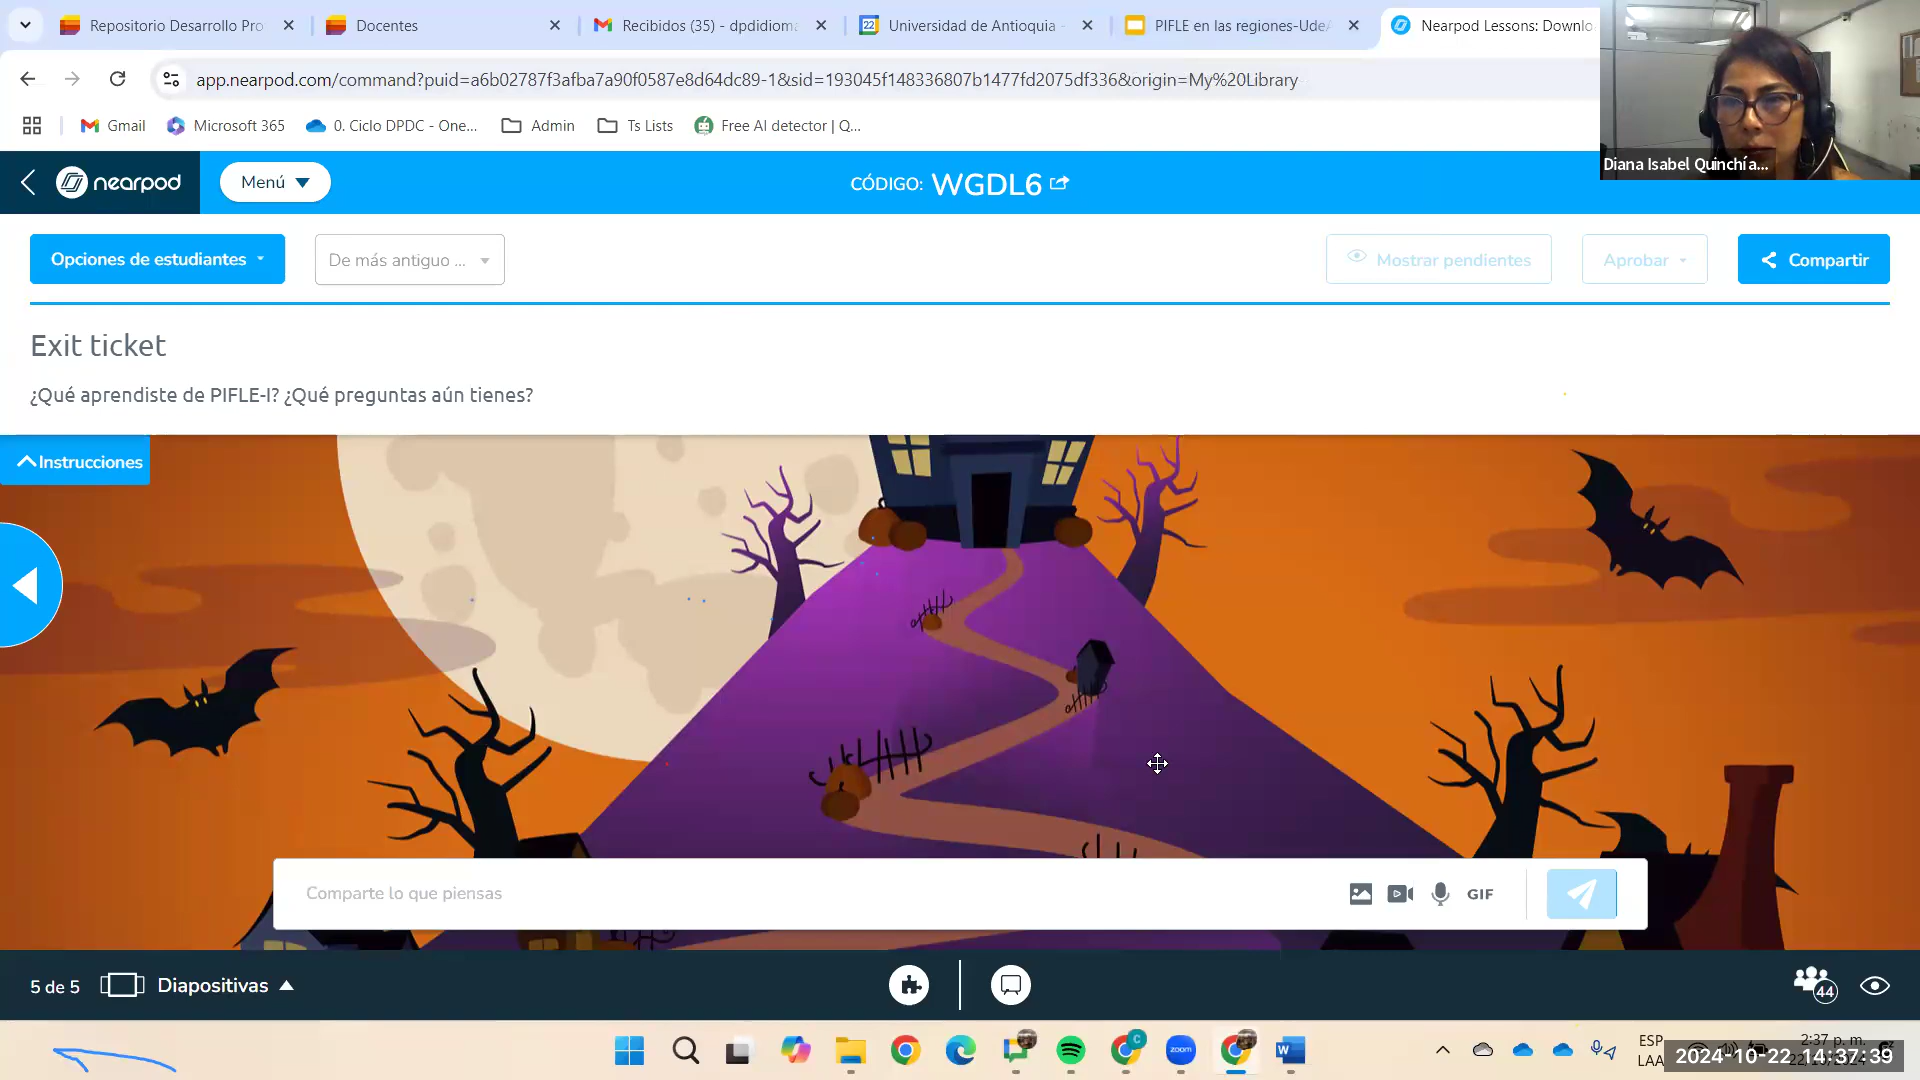 Repositorio Desarrollo Pro
Docentes
Recibidos (35) - dpdidioma
Universidad de Antioquia -
PIFLE en las regiones-UdeA
Nearpod Lessons: Downlo
app.nearpod.com/command?puid=a6b02787f3afba7a90f0587e8d64dc89-1&sid=193045f148336807b1477fd2075df336&origin=My%20Library
Gmail
Microsoft 365
0. Ciclo DPDC - One...
Admin
Ts Lists
Free AI detector | Q...
Diana Isabel Quinchía...
nearpod
Menú
CÓDIGO: WGDL6
Opciones de estudiantes
De más antiguo ...
Mostrar pendientes
Aprobar
Compartir
Exit ticket
¿Qué aprendiste de PIFLE-I? ¿Qué preguntas aún tienes?
Instrucciones
Comparte lo que piensas
GIF
5 de 5
Diapositivas
44
zoom
ESP
LAA
2:37 p. m.
2024-10-22 14:37:39